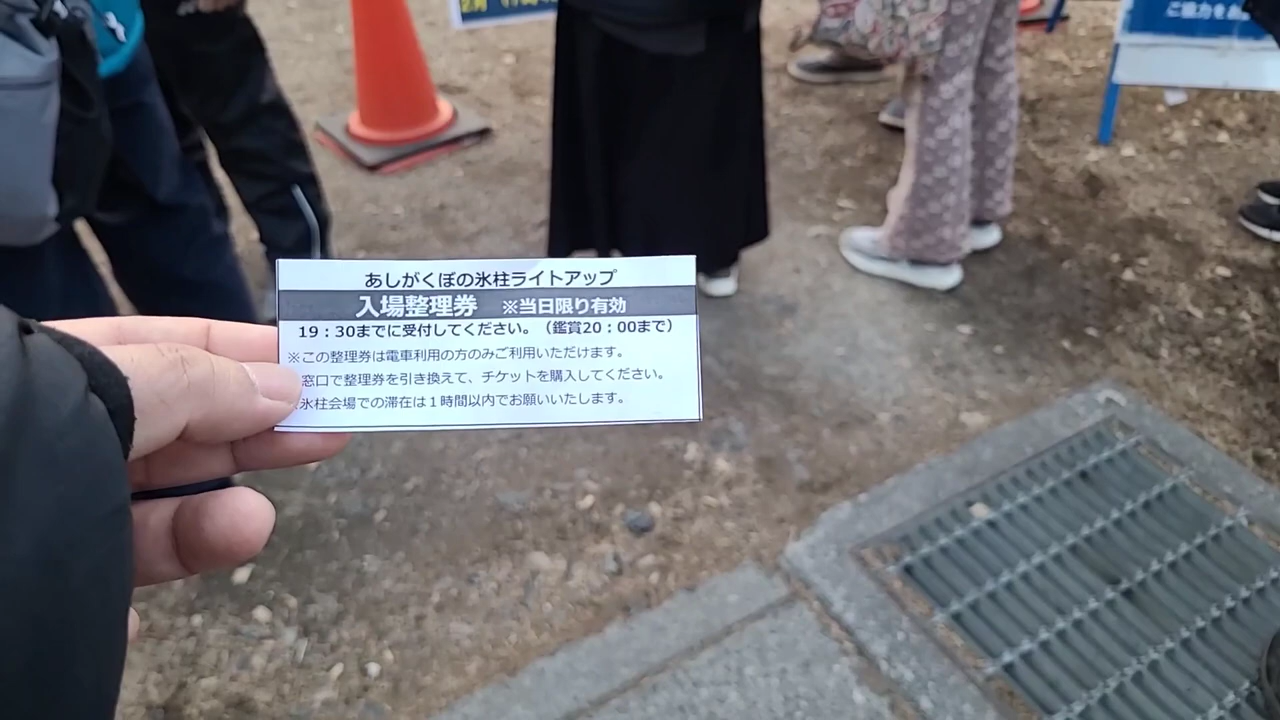 ご協力をお
あしがくぼの氷柱ライトアップ
入場整理券 ※当日限り有効
19：30までに受付してください。（鑑賞20：00まで）
※この整理券は電車利用の方のみご利用いただけます。
窓口で整理券を引き換えて、チケットを購入してください。
氷柱会場での滞在は１時間以内でお願いいたします。